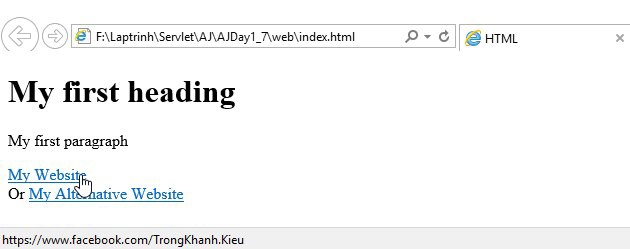 F:\Laptrinh\Servlet\AJ\AJDay1_7\web\index.html HTML
My first heading
My first paragraph
My Website
Or My Alternative Website
https://www.facebook.com/TrongKhanh.Kieu